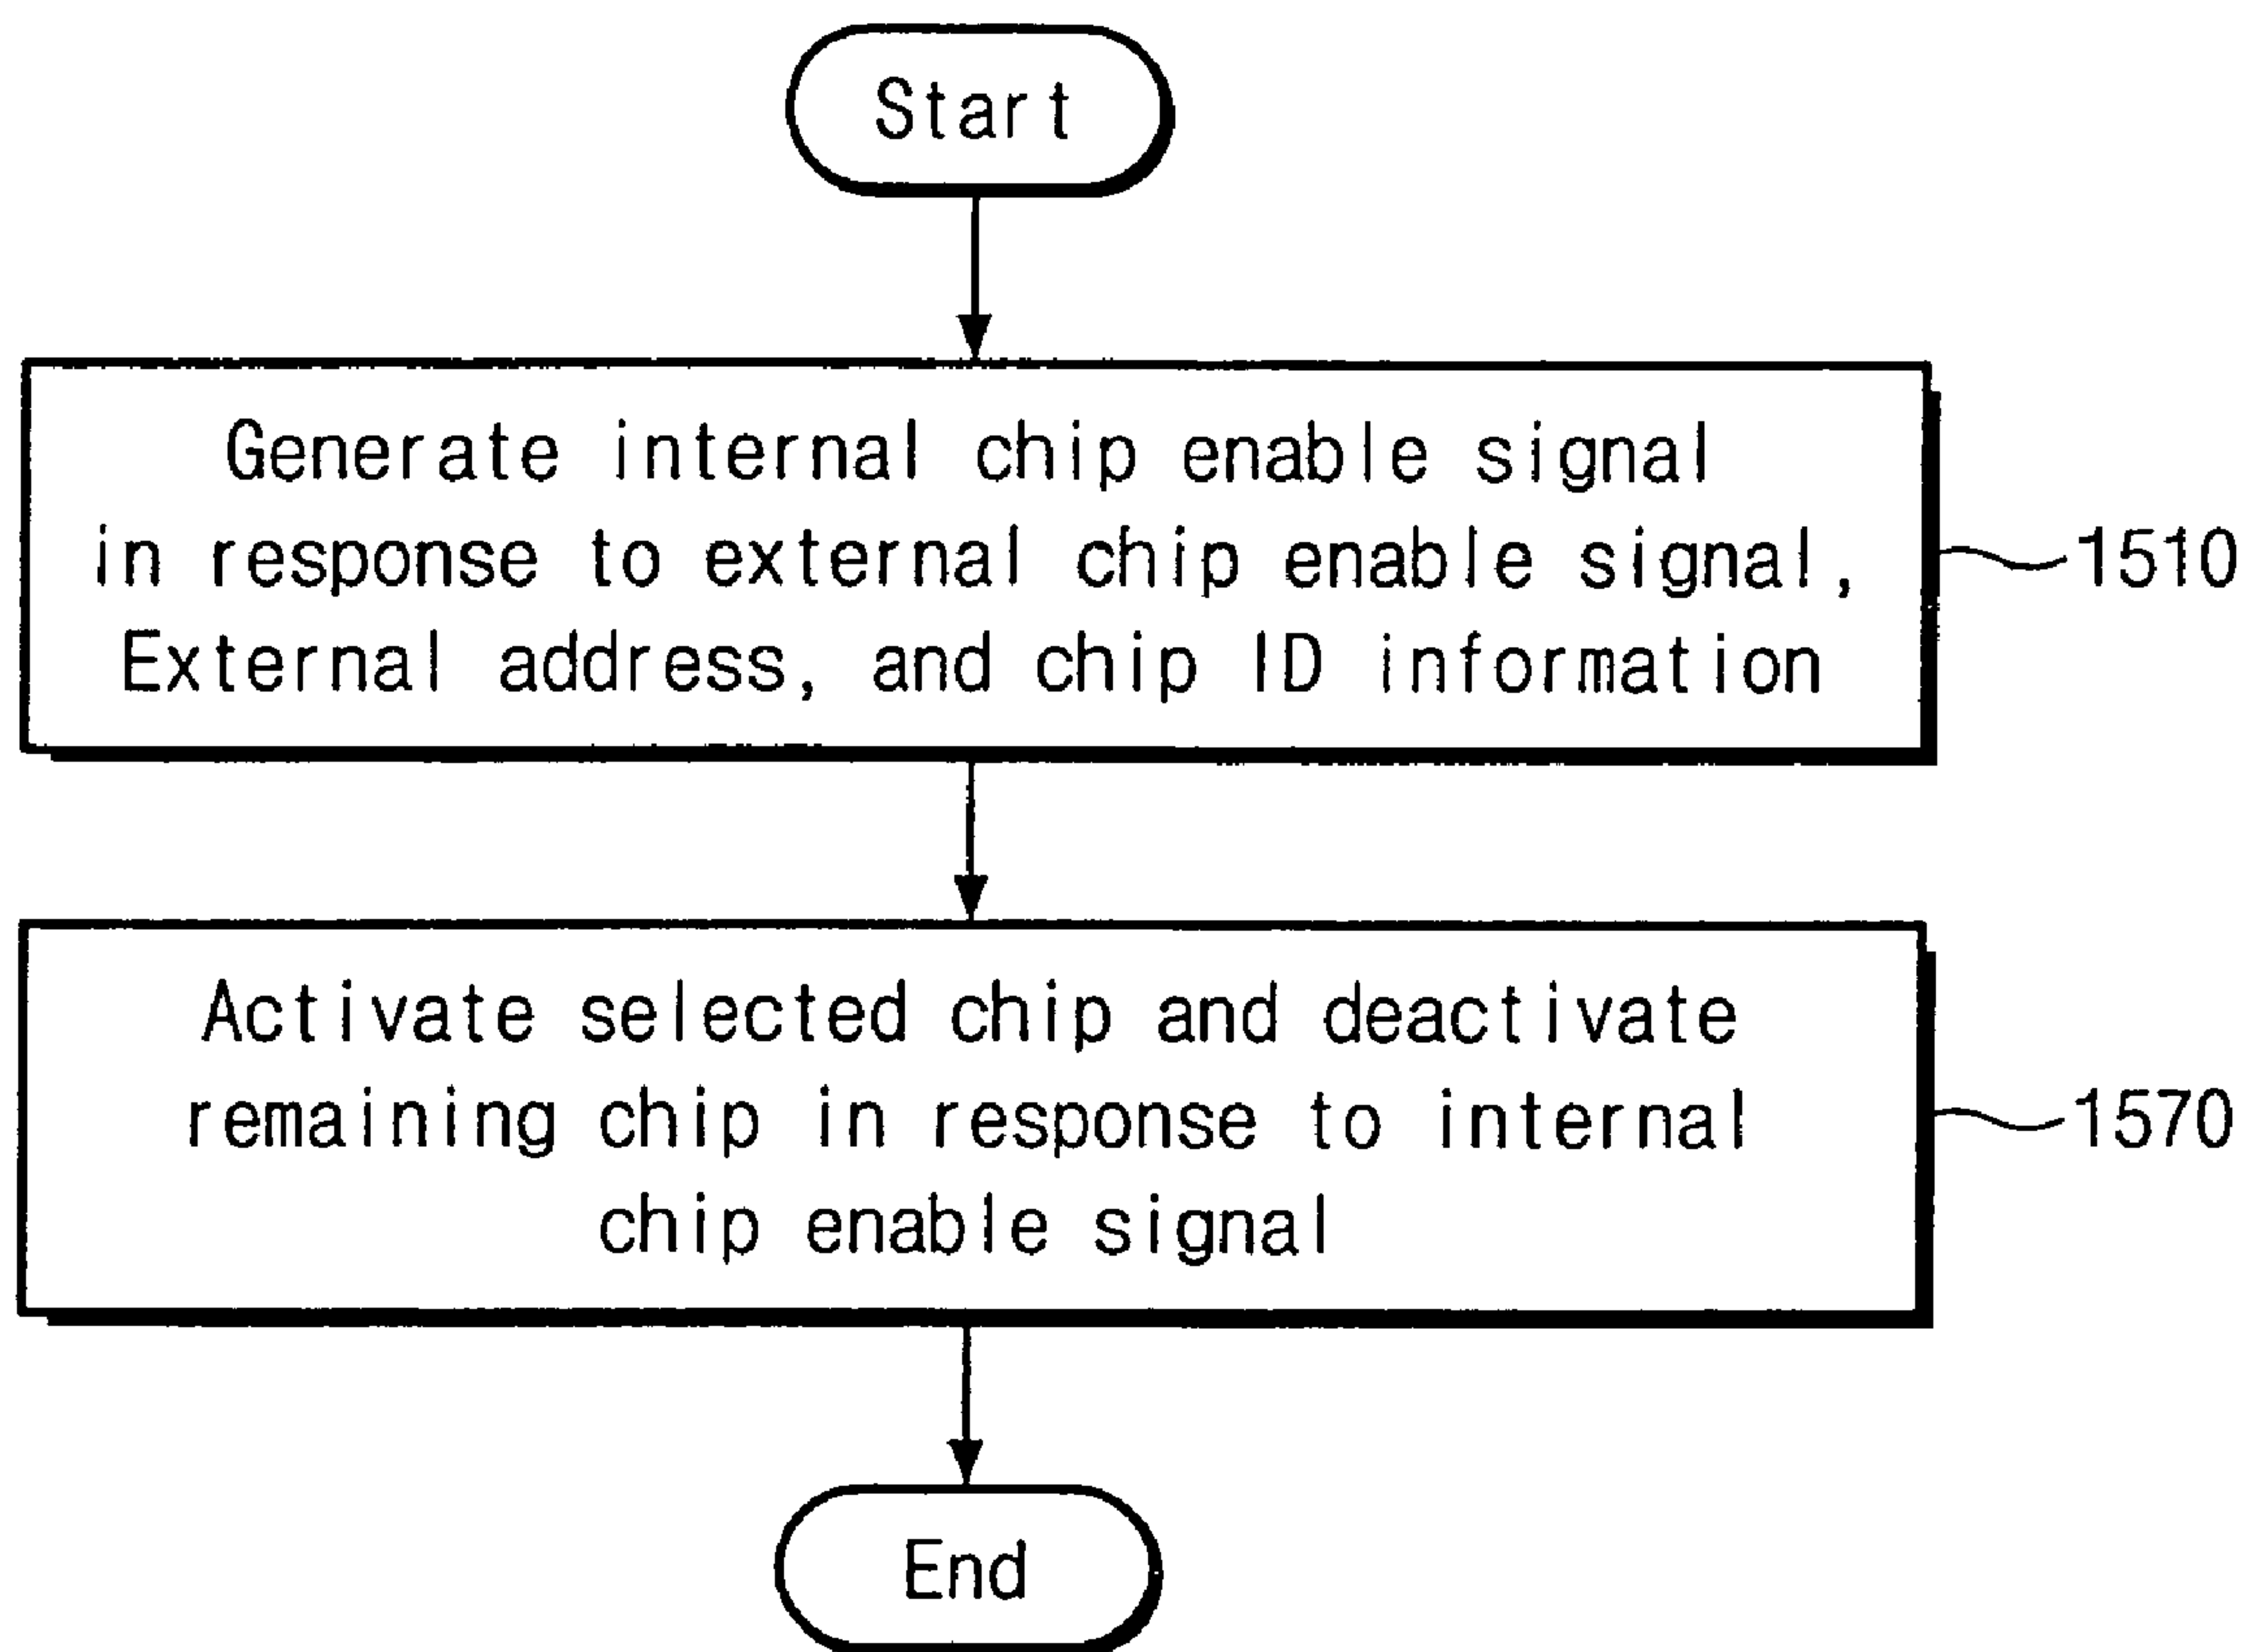 Start
Generate internal chip enable signal
in response to external chip enable signal,
External address, and chip ID information
1510
Activate selected chip and deactivate
remaining chip in response to internal
chip enable signal
1570
End